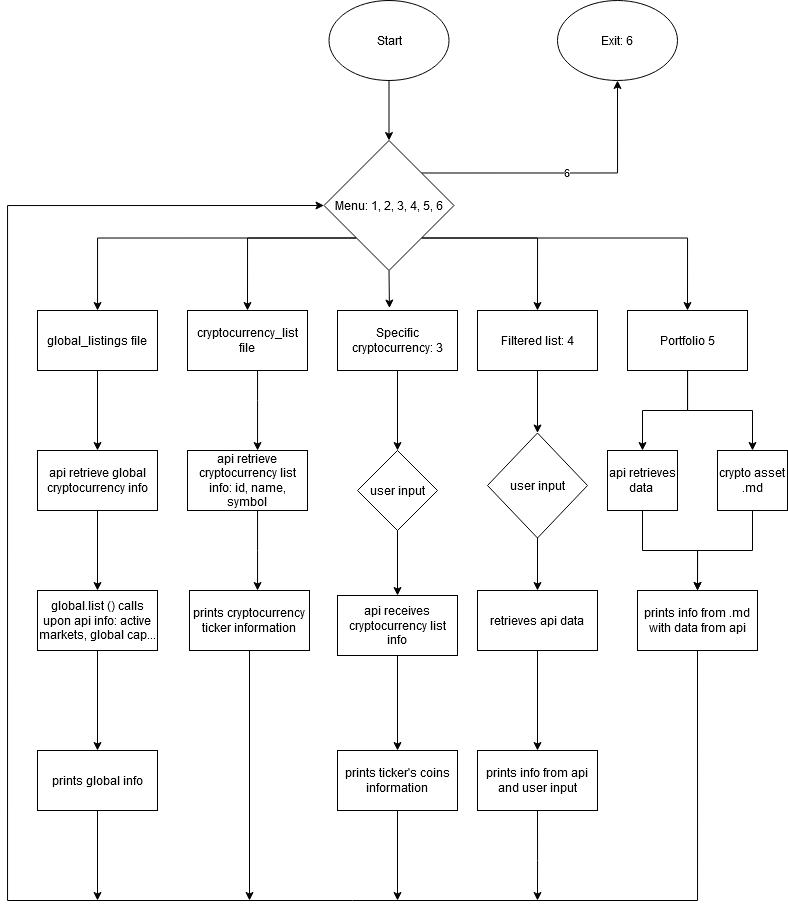 Start
Exit: 6
6
Menu: 1, 2, 3, 4, 5, 6
global_listings file
cryptocurrency_list
file
Specific
cryptocurrency: 3
Filtered list: 4
Portfolio 5
api retrieve global
cryptocurrency info
api retrieve
cryptocurrency list
info: id, name,
symbol
user input
user input
api retrieves
data
crypto asset
.md
global.list () calls
upon api info: active
markets, global cap...
prints cryptocurrency
ticker information
api receives
cryptocurrency list
info
retrieves api data
prints info from .md
with data from api
prints global info
prints ticker's coins
information
prints info from api
and user input